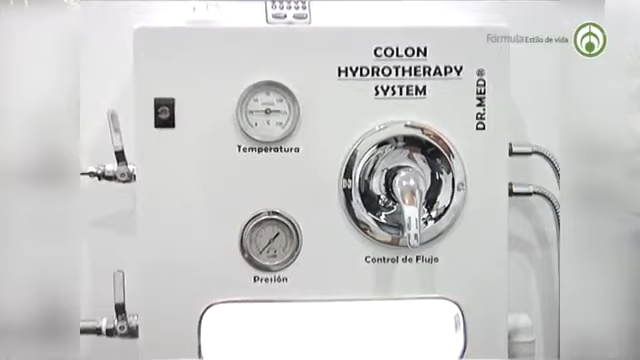 Fórmula Estilo de vida
COLON
HYDROTHERAPY
SYSTEM
DR.MED®
Temperatura
Presión
Control de Flujo